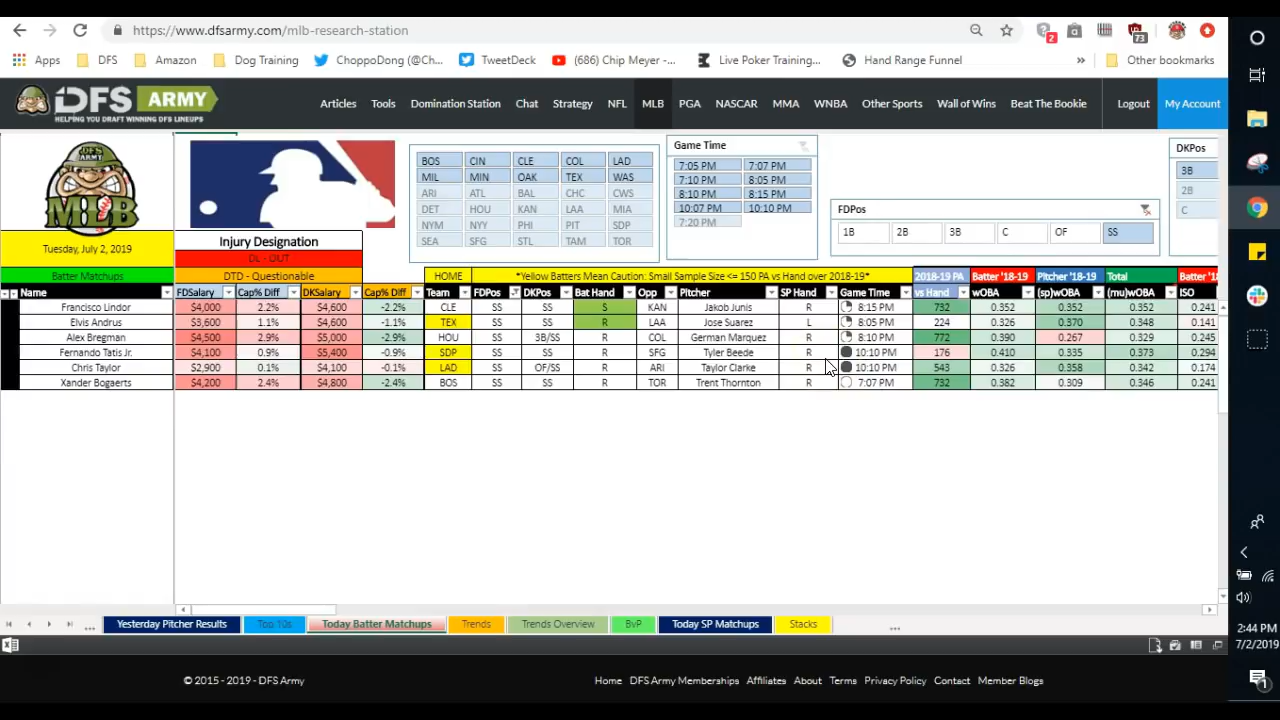 https://www.dfsarmy.com/mlb-research-station
2
73
Apps DFS Amazon Dog Training ChoppoDong (@Ch... TweetDeck (686) Chip Meyer -... Live Poker Training... Hand Range Funnel » Other bookmarks
DFS ARMY
HELPING YOU DRAFT WINNING DFS LINEUPS
Articles Tools Domination Station Chat Strategy NFL MLB PGA NASCAR MMA WNBA Other Sports Wall of Wins Beat The Bookie Logout My Account
DFS ARMY
MLB
Tuesday, July 2, 2019
Injury Designation
DL - OUT
DTD - Questionable
BOS CIN CLE COL LAD
MIL MIN OAK TEX WAS
ARI ATL BAL CHC CWS
DET HOU KAN LAA MIA
NYM NYY PHI PIT SDP
SEA SFG STL TAM TOR
Game Time
7:05 PM 7:07 PM
7:10 PM 8:05 PM
8:10 PM 8:15 PM
10:07 PM 10:10 PM
7:20 PM
FDPos
1B 2B 3B C OF SS
DKPos
3B
2B
C
Batter Matchups HOME *Yellow Batters Mean Caution: Small Sample Size <= 150 PA vs Hand over 2018-19* 2018-19 PA Batter '18-19 Pitcher '18-19 Total Batter '1
Name FDSalary Cap% Diff DKSalary Cap% Diff Team FDPos DKPos Bat Hand Opp Pitcher SP Hand Game Time vs Hand wOBA (sp)wOBA (mu)wOBA ISO
Francisco Lindor $4,000 2.2% $4,600 -2.2% CLE SS SS S KAN Jakob Junis R 8:15 PM 732 0.352 0.352 0.352 0.241
Elvis Andrus $3,600 1.1% $4,600 -1.1% TEX SS SS R LAA Jose Suarez L 8:05 PM 224 0.326 0.370 0.348 0.141
Alex Bregman $4,500 2.9% $5,000 -2.9% HOU SS 3B/SS R COL German Marquez R 8:10 PM 772 0.390 0.267 0.329 0.245
Fernando Tatis Jr. $4,100 0.9% $5,400 -0.9% SDP SS SS R SFG Tyler Beede R 10:10 PM 176 0.410 0.335 0.373 0.294
Chris Taylor $2,900 0.1% $4,100 -0.1% LAD SS OF/SS R ARI Taylor Clarke R 10:10 PM 543 0.326 0.358 0.342 0.174
Xander Bogaerts $4,200 2.4% $4,800 -2.4% BOS SS SS R TOR Trent Thornton R 7:07 PM 732 0.382 0.309 0.346 0.241
... Yesterday Pitcher Results Top 10s Today Batter Matchups Trends Trends Overview BvP Today SP Matchups Stacks ...
© 2015 - 2019 - DFS Army
Home DFS Army Memberships Affiliates About Terms Privacy Policy Contact Member Blogs
2:44 PM
7/2/2019
1